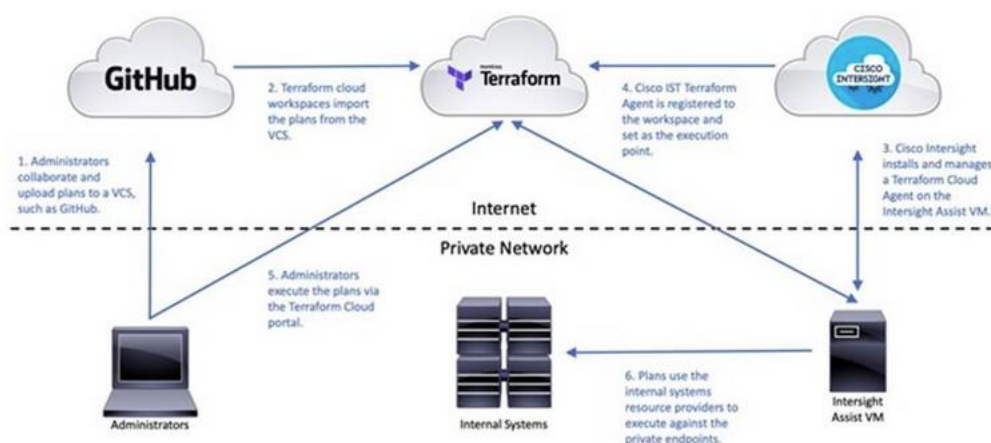 GitHub
HashiCorp
Terraform
CISCO
INTERSIGHT
2. Terraform cloud
workspaces import
the plans from the
VCS.
4. Cisco IST Terraform
Agent is registered to
the workspace and
set as the execution
point.
1. Administrators
collaborate and
upload plans to a VCS,
such as GitHub.
3. Cisco Intersight
installs and manages
a Terraform Cloud
Agent on the
Intersight Assist VM.
Internet
Private Network
5. Administrators
execute the plans via
the Terraform Cloud
portal.
6. Plans use the
internal systems
resource providers to
execute against the
private endpoints.
Administrators
Internal Systems
Intersight
Assist VM